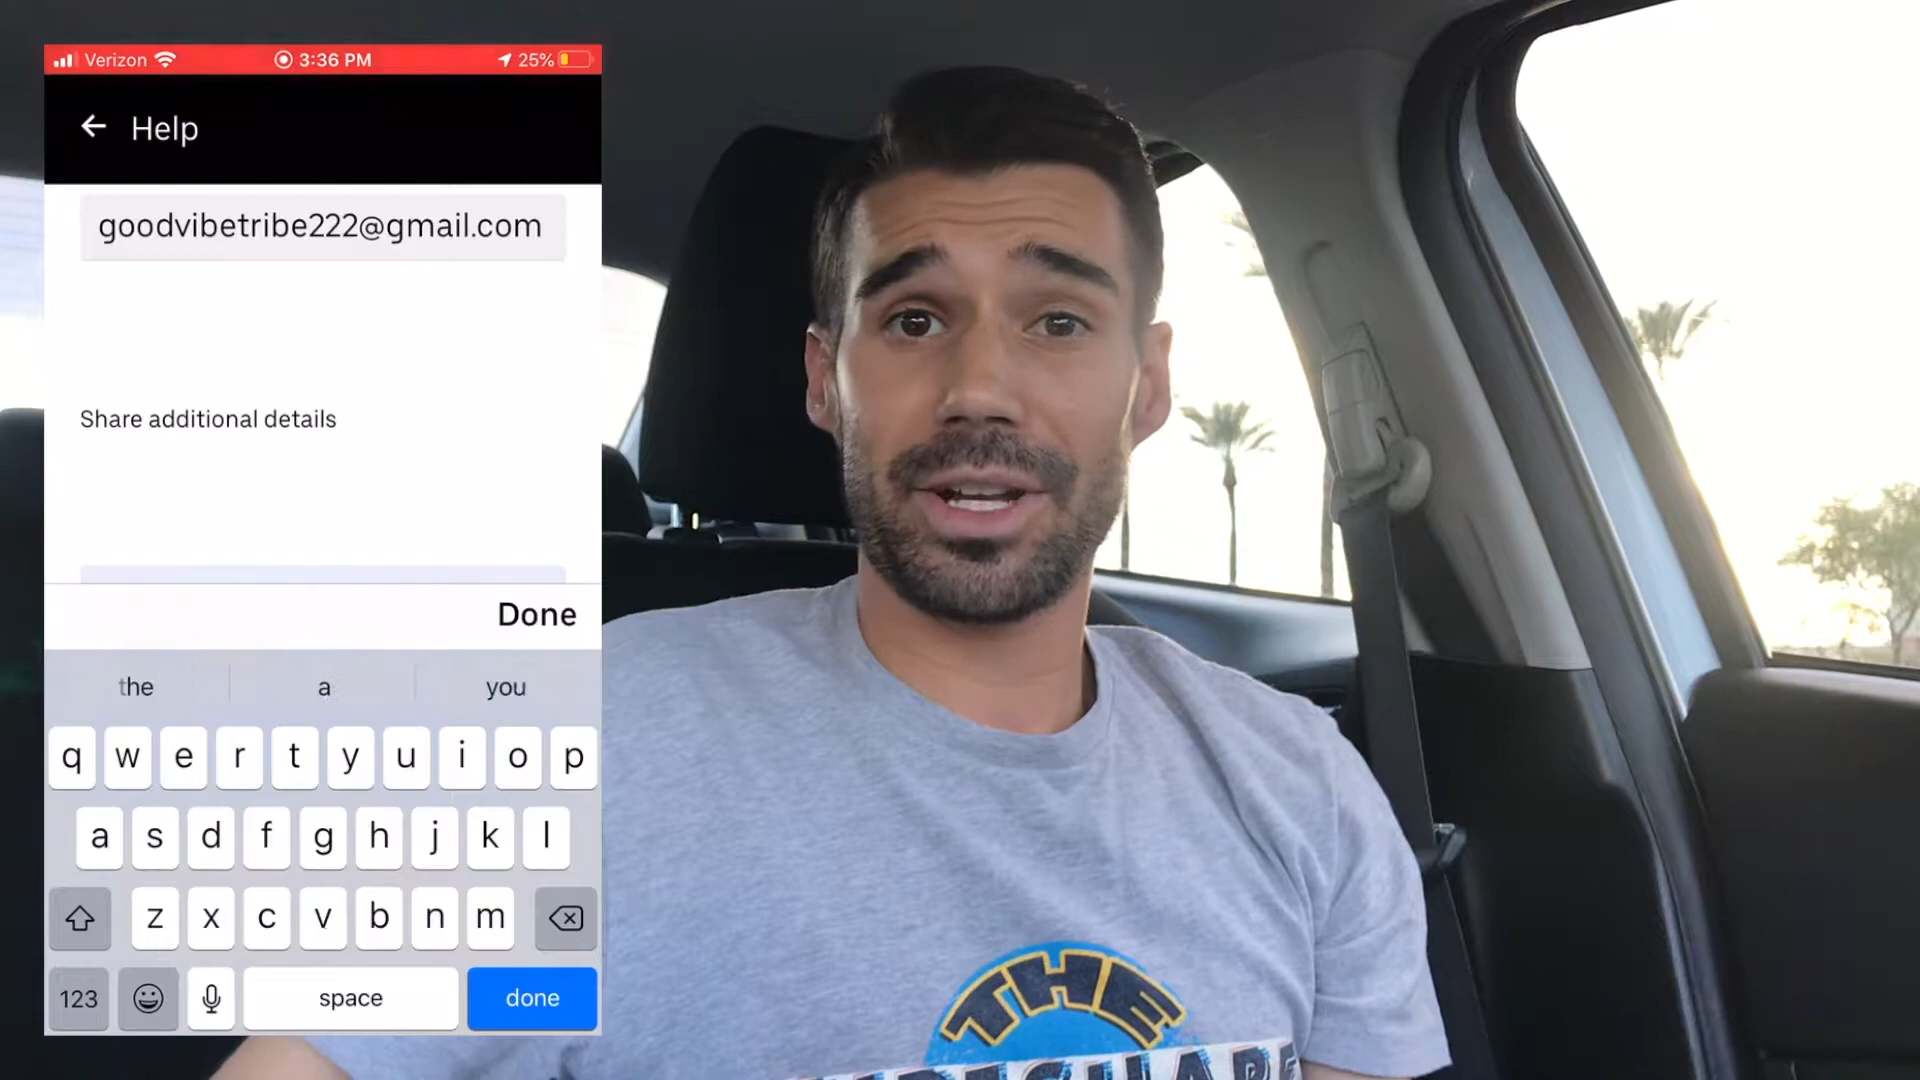 Verizon 3:36 PM 25%
Help
goodvibetribe222@gmail.com
Share additional details
Done
the a you
q w e r t y u i o p
a s d f g h j k l
z x c v b n m
123 space done
THE